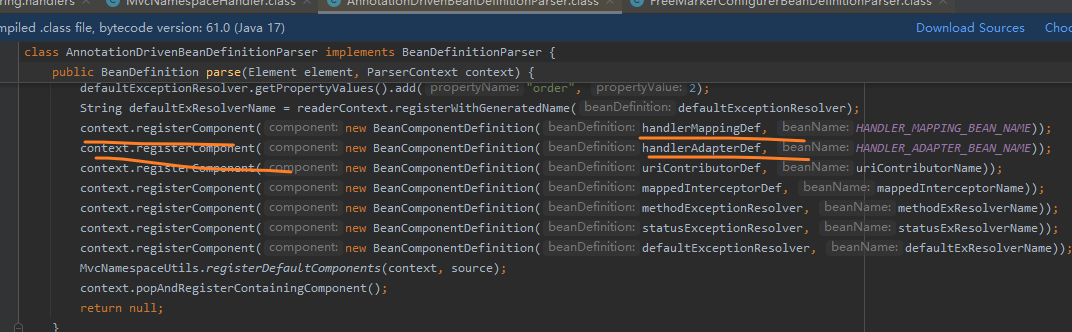 ring.handlers MvcNamespaceHandler.class AnnotationDrivenBeanDefinitionParser.class FreeMarkerConfigurerBeanDefinitionParser.class
mpiled .class file, bytecode version: 61.0 (Java 17) Download Sources Choo
class AnnotationDrivenBeanDefinitionParser implements BeanDefinitionParser {
public BeanDefinition parse(Element element, ParserContext context) {
defaultExceptionResolver.getPropertyValues().add( propertyName: "order", propertyValue: 2);
String defaultExResolverName = readerContext.registerWithGeneratedName( beanDefinition: defaultExceptionResolver);
context.registerComponent( component: new BeanComponentDefinition( beanDefinition: handlerMappingDef, beanName: HANDLER_MAPPING_BEAN_NAME));
context.registerComponent( component: new BeanComponentDefinition( beanDefinition: handlerAdapterDef, beanName: HANDLER_ADAPTER_BEAN_NAME));
context.registerComponent( component: new BeanComponentDefinition( beanDefinition: uriContributorDef, beanName: uriContributorName));
context.registerComponent( component: new BeanComponentDefinition( beanDefinition: mappedInterceptorDef, beanName: mappedInterceptorName));
context.registerComponent( component: new BeanComponentDefinition( beanDefinition: methodExceptionResolver, beanName: methodExResolverName));
context.registerComponent( component: new BeanComponentDefinition( beanDefinition: statusExceptionResolver, beanName: statusExResolverName));
context.registerComponent( component: new BeanComponentDefinition( beanDefinition: defaultExceptionResolver, beanName: defaultExResolverName));
MvcNamespaceUtils.registerDefaultComponents(context, source);
context.popAndRegisterContainingComponent();
return null;
}